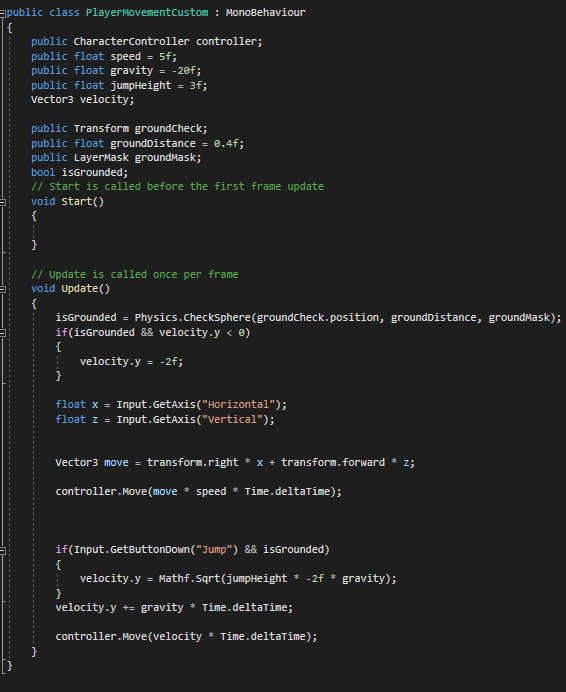 public class PlayerMovementCustom : MonoBehaviour
{
    public CharacterController controller;
    public float speed = 5f;
    public float gravity = -20f;
    public float jumpHeight = 3f;
    Vector3 velocity;

    public Transform groundCheck;
    public float groundDistance = 0.4f;
    public LayerMask groundMask;
    bool isGrounded;
    // Start is called before the first frame update
    void Start()
    {

    }

    // Update is called once per frame
    void Update()
    {
        isGrounded = Physics.CheckSphere(groundCheck.position, groundDistance, groundMask);
        if(isGrounded && velocity.y < 0)
        {
            velocity.y = -2f;
        }

        float x = Input.GetAxis("Horizontal");
        float z = Input.GetAxis("Vertical");


        Vector3 move = transform.right * x + transform.forward * z;

        controller.Move(move * speed * Time.deltaTime);



        if(Input.GetButtonDown("Jump") && isGrounded)
        {
            velocity.y = Mathf.Sqrt(jumpHeight * -2f * gravity);
        }
        velocity.y += gravity * Time.deltaTime;

        controller.Move(velocity * Time.deltaTime);
    }
}